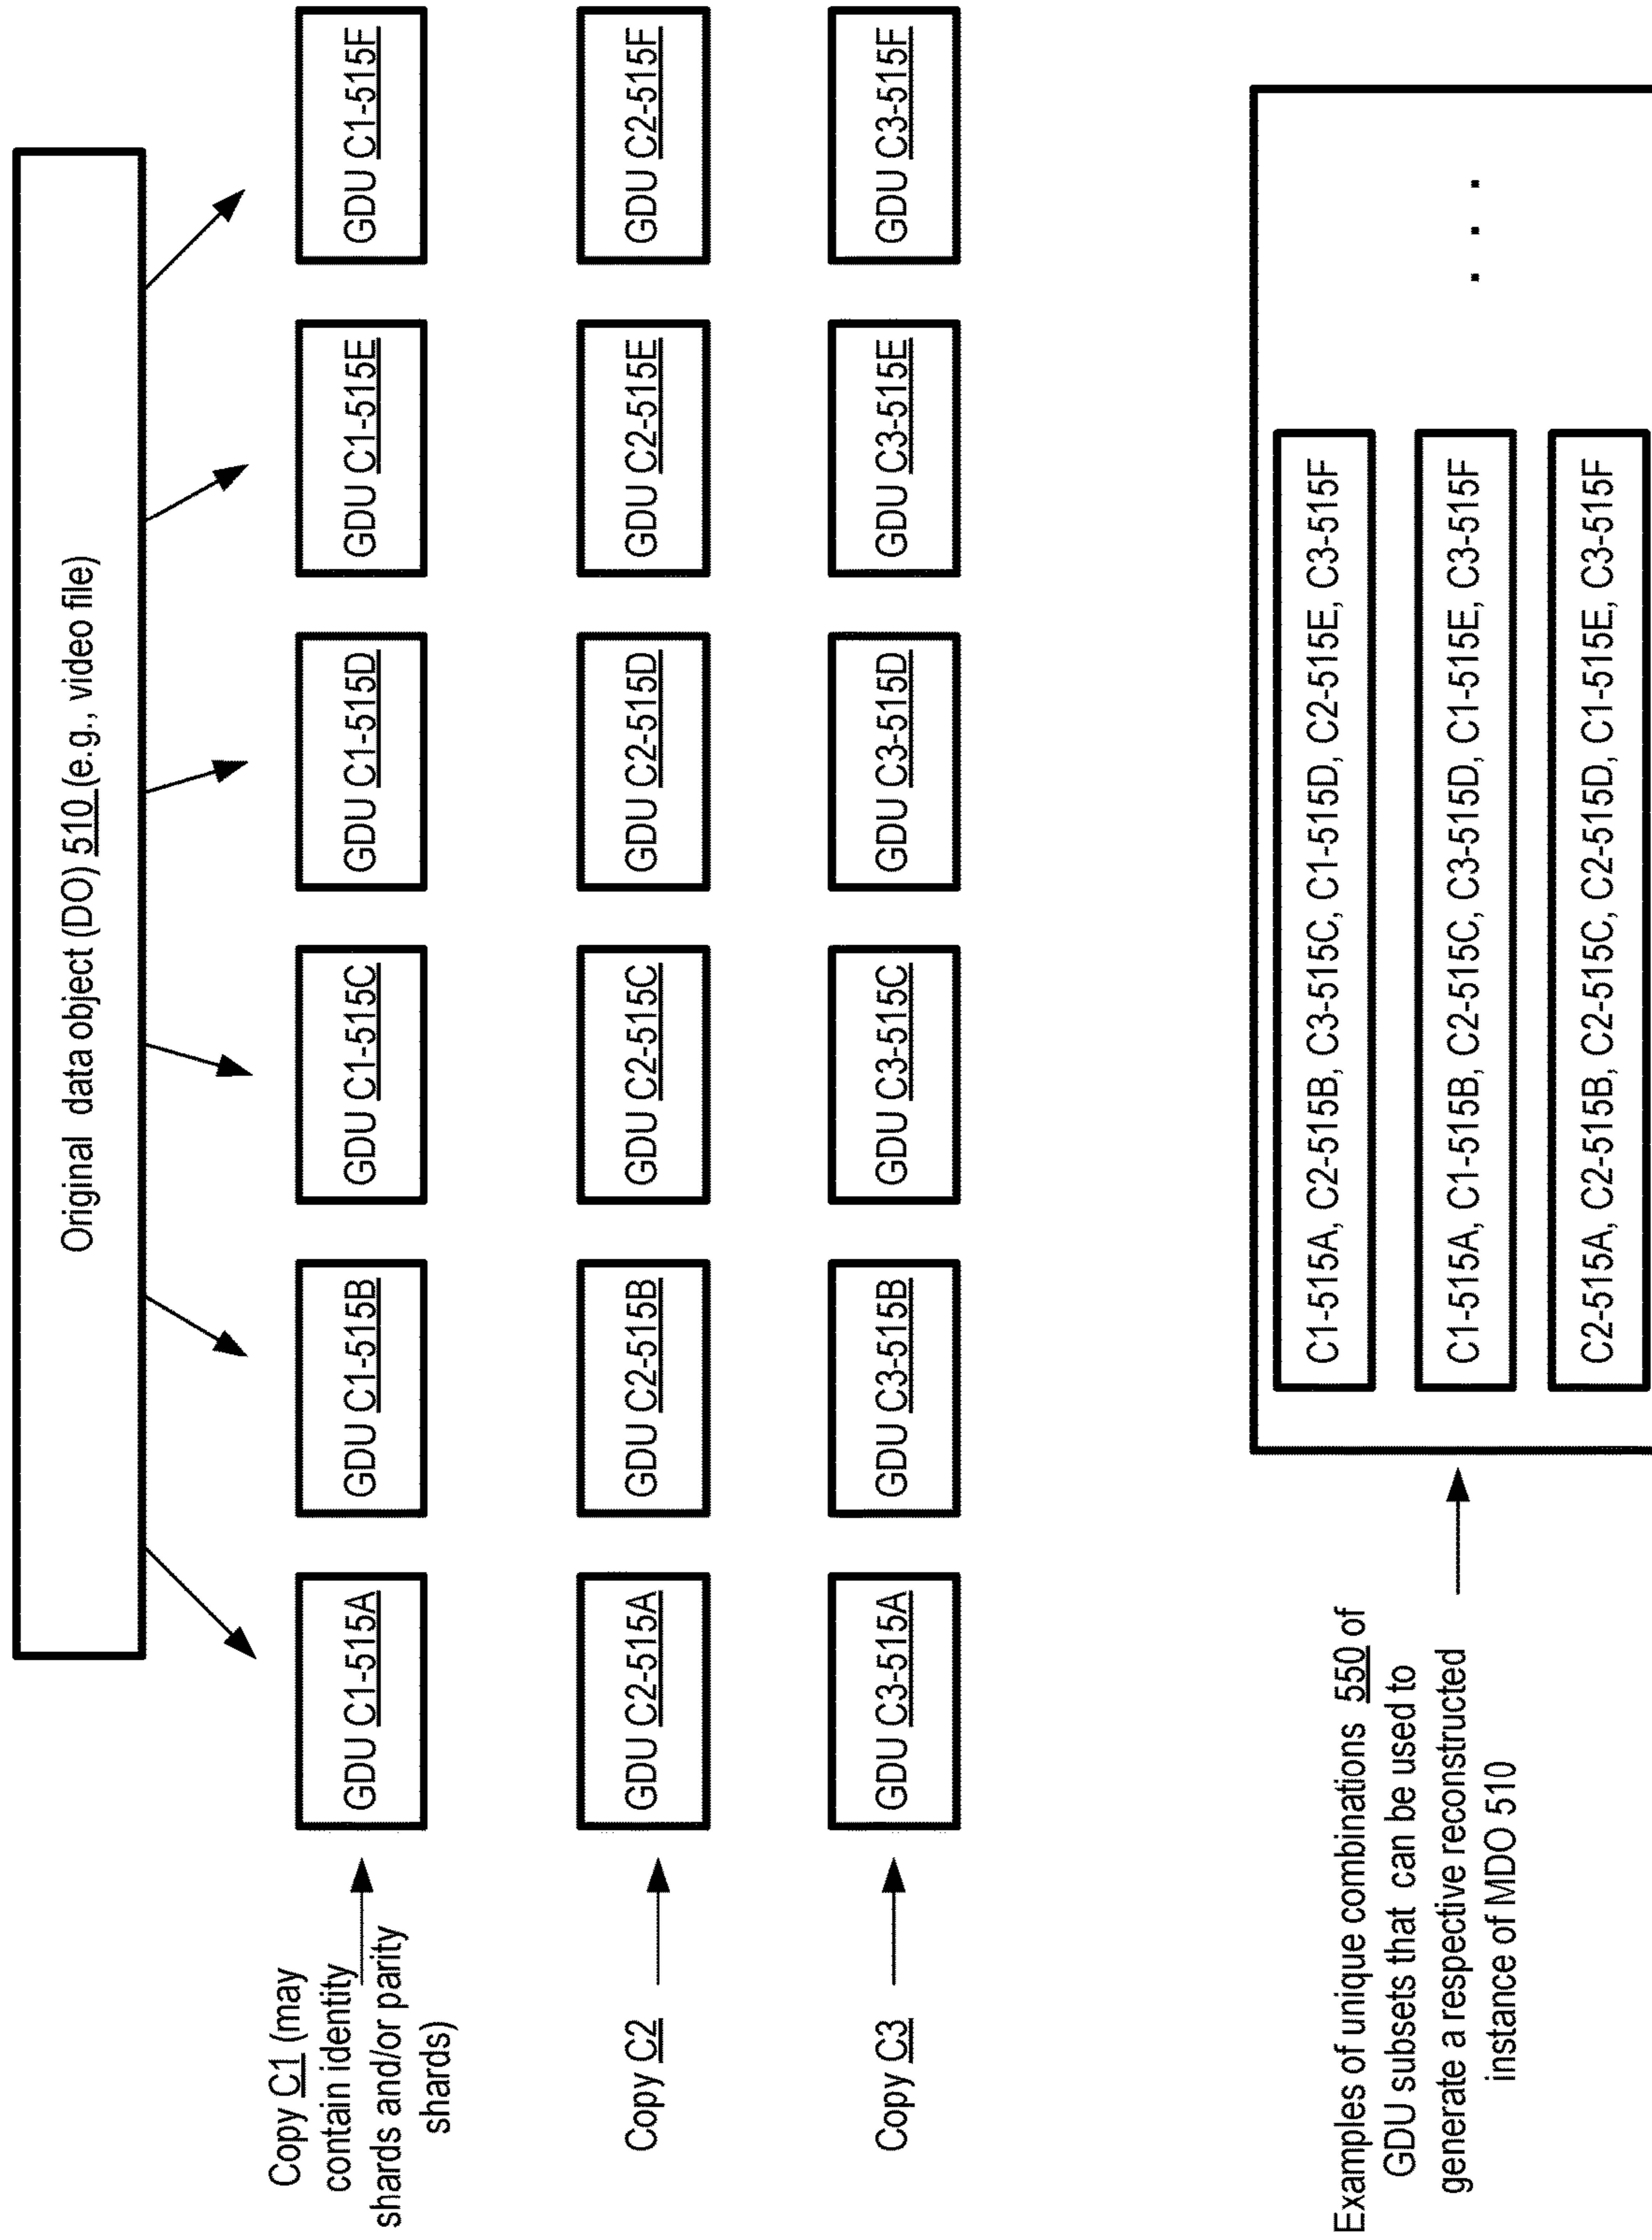 Original data object (DO) 510 (e.g., video file)
Copy C1 (may
contain identity
shards and/or parity
shards)
GDU C1-515A
GDU C1-515B
GDU C1-515C
GDU C1-515D
GDU C1-515E
GDU C1-515F
Copy C2
GDU C2-515A
GDU C2-515B
GDU C2-515C
GDU C2-515D
GDU C2-515E
GDU C2-515F
Copy C3
GDU C3-515A
GDU C3-515B
GDU C3-515C
GDU C3-515D
GDU C3-515E
GDU C3-515F
Examples of unique combinations 550 of
GDU subsets that can be used to
generate a respective reconstructed
instance of MDO 510
C1-515A, C2-515B, C3-515C, C1-515D, C2-515E, C3-515F
C1-515A, C1-515B, C2-515C, C3-515D, C1-515E, C3-515F
C2-515A, C2-515B, C2-515C, C2-515D, C1-515E, C3-515F
. . .